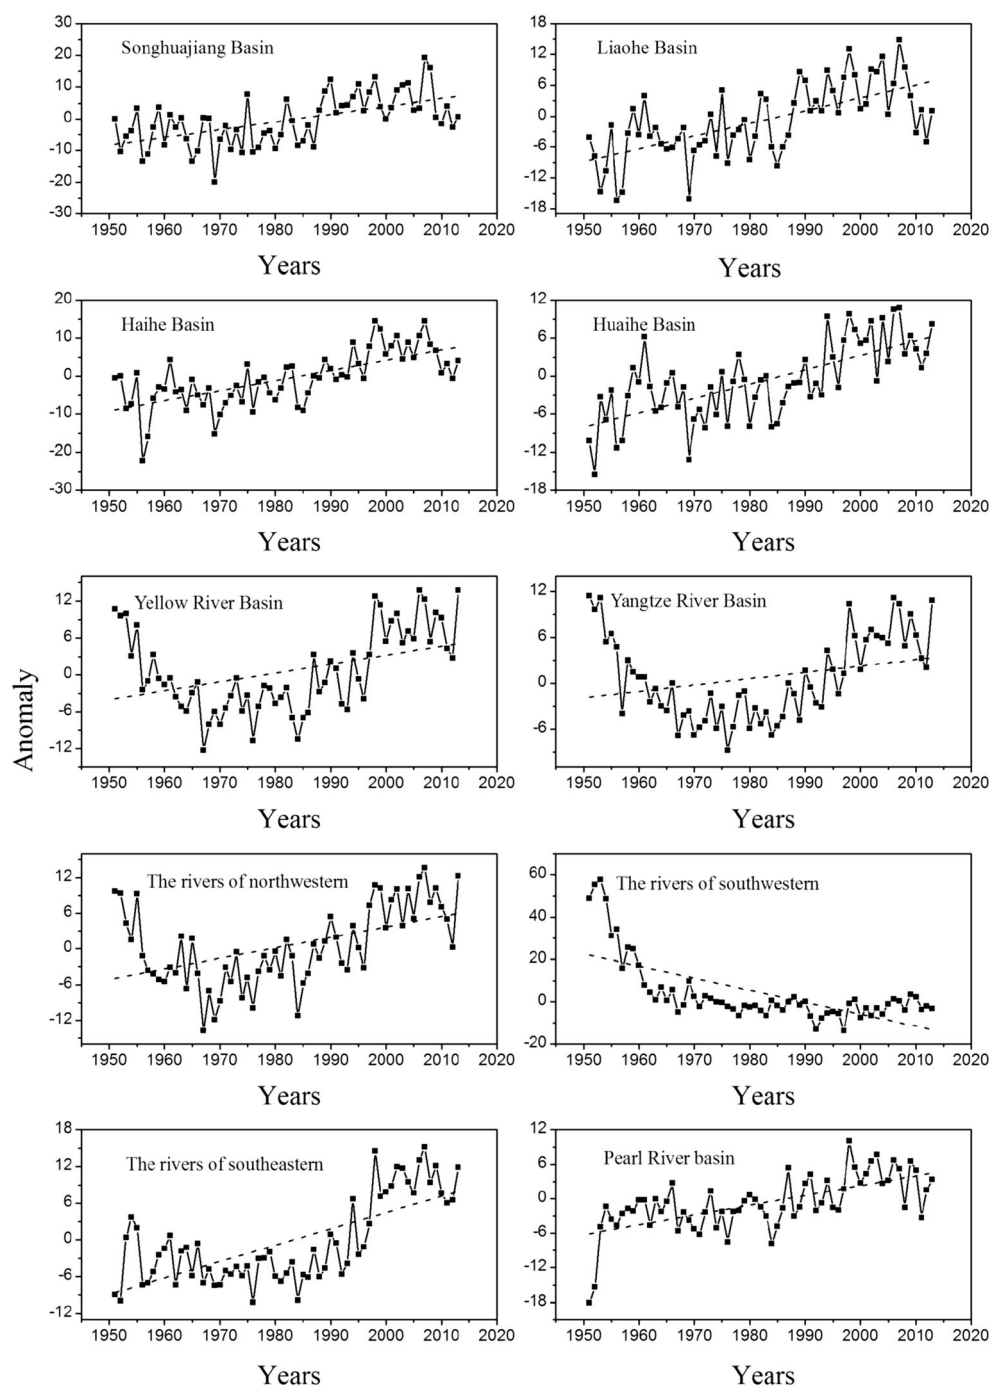 Songhuajiang Basin
30
20
10
0
-10
-20
-30
1950 1960 1970 1980 1990 2000 2010 2020
Years
Liaohe Basin
18
12
6
0
-6
-12
-18
1950 1960 1970 1980 1990 2000 2010 2020
Years
Haihe Basin
20
10
0
-10
-20
-30
1950 1960 1970 1980 1990 2000 2010 2020
Years
Huaihe Basin
12
6
0
-6
-12
-18
1950 1960 1970 1980 1990 2000 2010 2020
Years
Anomaly
Yellow River Basin
12
6
0
-6
-12
1950 1960 1970 1980 1990 2000 2010 2020
Years
Yangtze River Basin
12
6
0
-6
1950 1960 1970 1980 1990 2000 2010 2020
Years
The rivers of northwestern
12
6
0
-6
-12
1950 1960 1970 1980 1990 2000 2010 2020
Years
The rivers of southwestern
60
40
20
0
-20
1950 1960 1970 1980 1990 2000 2010 2020
Years
The rivers of southeastern
18
12
6
0
-6
-12
1950 1960 1970 1980 1990 2000 2010 2020
Years
Pearl River basin
12
6
0
-6
-12
-18
1950 1960 1970 1980 1990 2000 2010 2020
Years